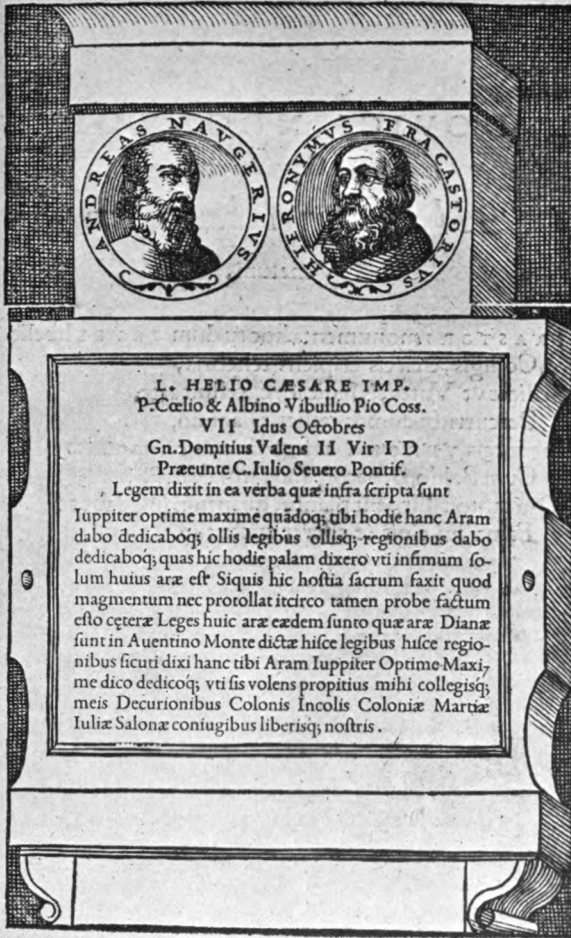 ANDREAS NAVGERIVS
HIERONYMVS FRACASTORIVS
L. HELIO CÆSARE IMP.
P. Cœlio & Albino Vibullio Pio Coss.
VII Idus Octobres
Gn. Domitius Valens II Vir I D
Præeunte C. Iulio Seuero Pontif.
Legem dixit in ea verba quæ infra ſcripta ſunt
Iuppiter optime maxime quãdoq; tibi hodie hanc Aram
dabo dedicaboq; ollis legibus ollisq; regionibus dabo
dedicaboq; quas hic hodie palam dixero vti infimum ſo-
lum huius aræ eſt Siquis hic hoſtia ſacrum faxit quod
magmentum nec protollat itcirco tamen probe factum
eſto cęteræ Leges huic aræ eædem ſunto quæ aræ Dianæ
ſunt in Auentino Monte dictæ hiſce legibus hiſce regio-
nibus ſicuti dixi hanc tibi Aram Iuppiter Optime Maxi-
me dico dedicoq; vti ſis volens propitius mihi collegisq;
meis Decurionibus Colonis Incolis Coloniæ Martiæ
Iuliæ Salonæ coniugibus liberisq; noſtris.